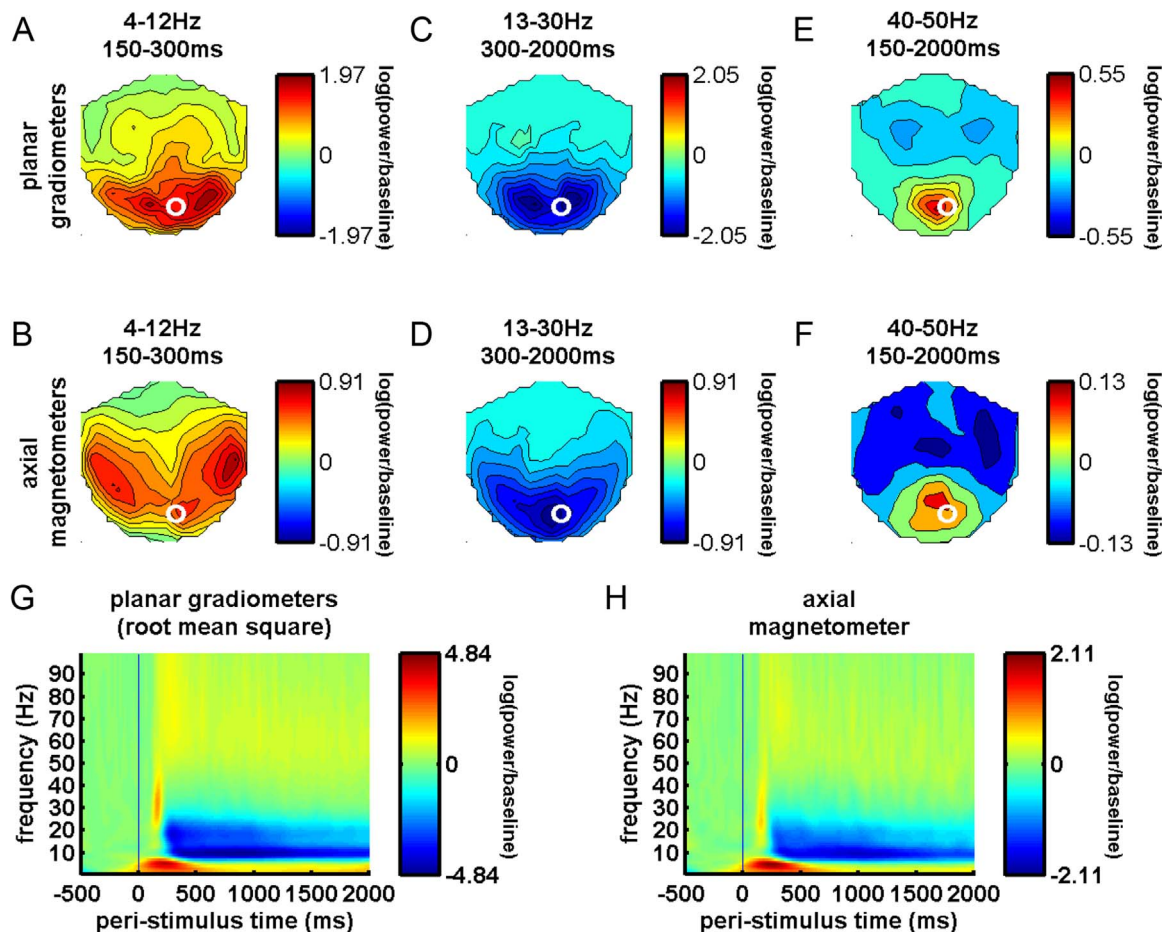 A
4-12Hz
150-300ms
planar
gradiometers
1.97
0
-1.97
log(power/baseline)
C
13-30Hz
300-2000ms
2.05
0
-2.05
log(power/baseline)
E
40-50Hz
150-2000ms
0.55
0
-0.55
log(power/baseline)
B
4-12Hz
150-300ms
axial
magnetometers
0.91
0
-0.91
log(power/baseline)
D
13-30Hz
300-2000ms
0.91
0
-0.91
log(power/baseline)
F
40-50Hz
150-2000ms
0.13
0
-0.13
log(power/baseline)
G
planar gradiometers
(root mean square)
frequency (Hz)
90
80
70
60
50
40
30
20
10
-500 0 500 1000 1500 2000
peri-stimulus time (ms)
4.84
0
-4.84
log(power/baseline)
H
axial
magnetometer
frequency (Hz)
90
80
70
60
50
40
30
20
10
-500 0 500 1000 1500 2000
peri-stimulus time (ms)
2.11
0
-2.11
log(power/baseline)